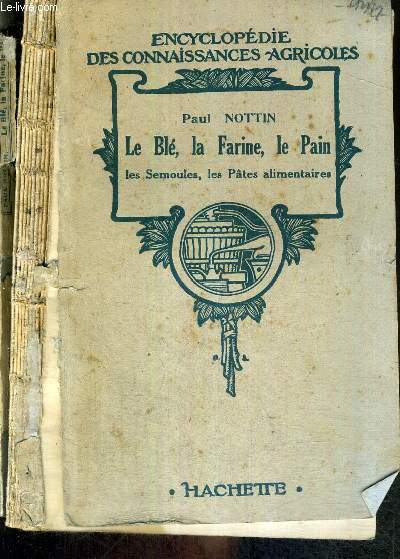 ENCYCLOPÉDIE
DES CONNAISSANCES AGRICOLES
Paul NOTTIN
Le Blé, la Farine, le Pain
les Semoules, les Pâtes alimentaires
• HACHETTE •
© Le-livre.com